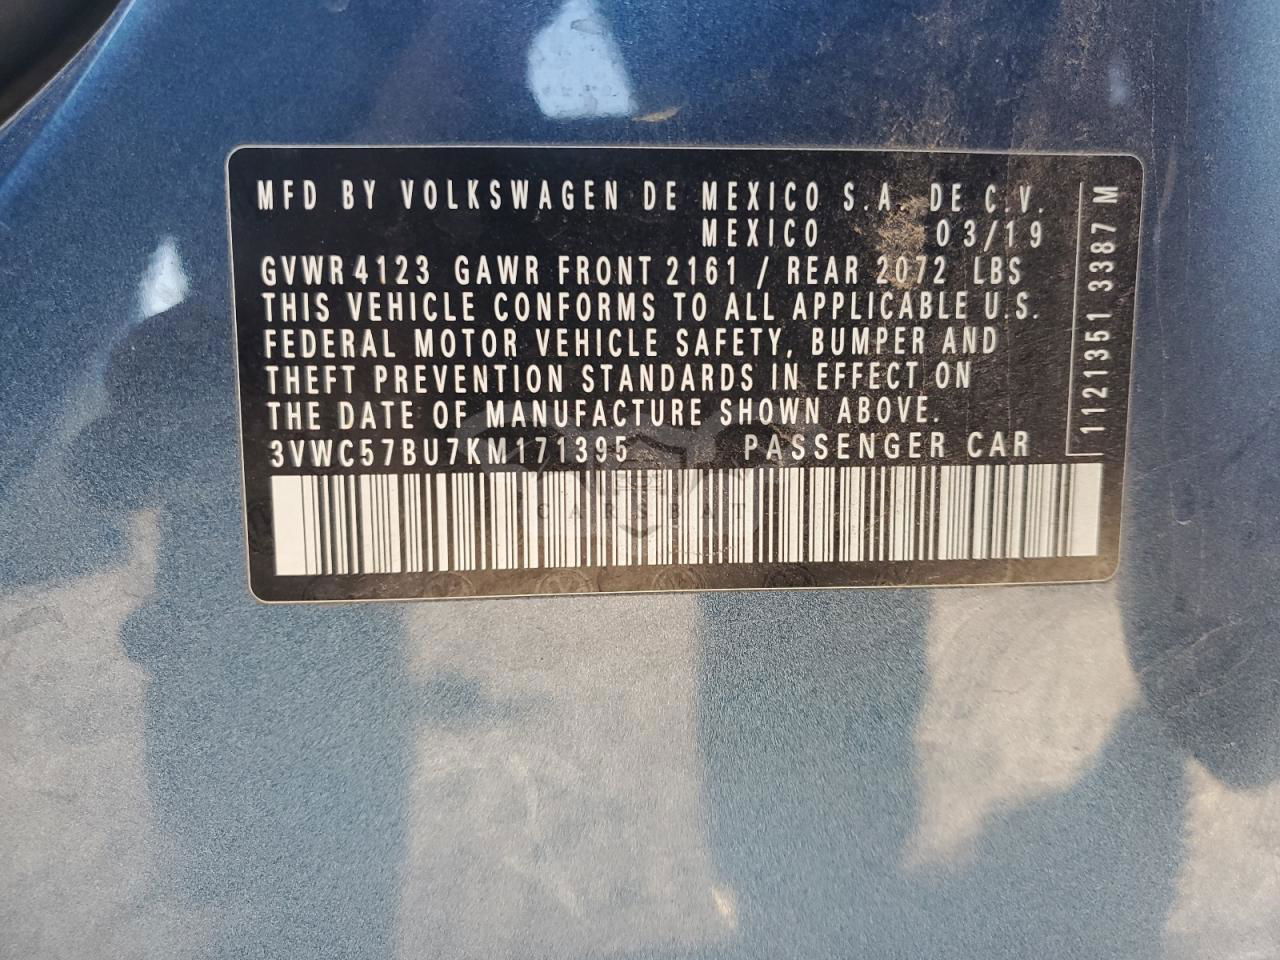 MFD BY VOLKSWAGEN DE MEXICO S.A. DE C.V.
MEXICO 03/19
GVWR 4123 GAWR FRONT 2161 / REAR 2072 LBS
THIS VEHICLE CONFORMS TO ALL APPLICABLE U.S.
FEDERAL MOTOR VEHICLE SAFETY, BUMPER AND
THEFT PREVENTION STANDARDS IN EFFECT ON
THE DATE OF MANUFACTURE SHOWN ABOVE.
3VWC57BU7KM171395 PASSENGER CAR
1121351 3387 M
CARSBAT